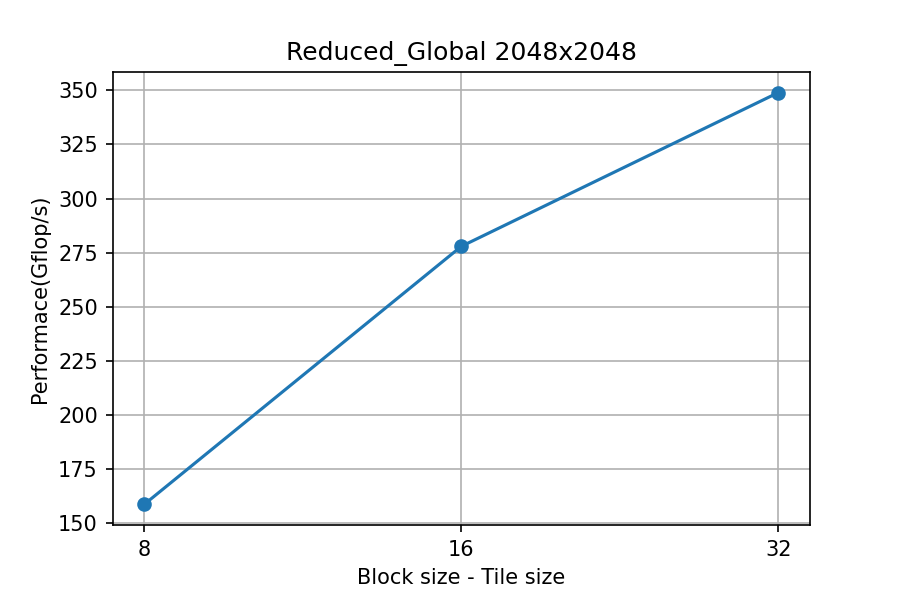 Reduced_Global 2048x2048
Performace(Gflop/s)
350
325
300
275
250
225
200
175
150
8 16 32
Block size - Tile size